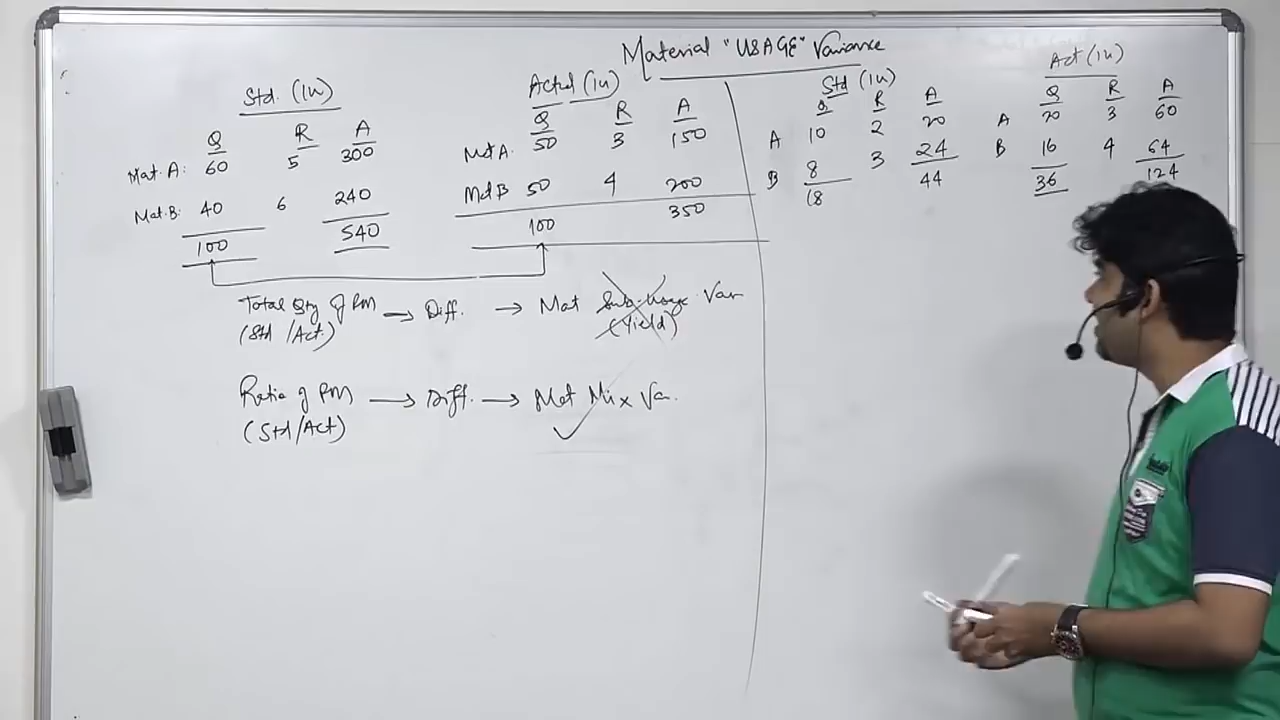 Material "USAGE" Variance
Std. (1u)
Q R A
Mat. A: 60 5 300
Mat. B: 40 6 240
100 540
Actual (1u)
Q R A
Mat A. 50 3 150
Mat B 50 4 200
100 350
Total Qty of RM → Diff. → Mat Sub-Usage Var
(Std /Act.) (Yield)
Ratio of RM → Diff. → Mat Mix Var.
(Std/Act)
Std (1u)
Q R A
A 10 2 20
B 8 3 24
18 44
Act (1u)
Q R A
A 20 3 60
B 16 4 64
36 124